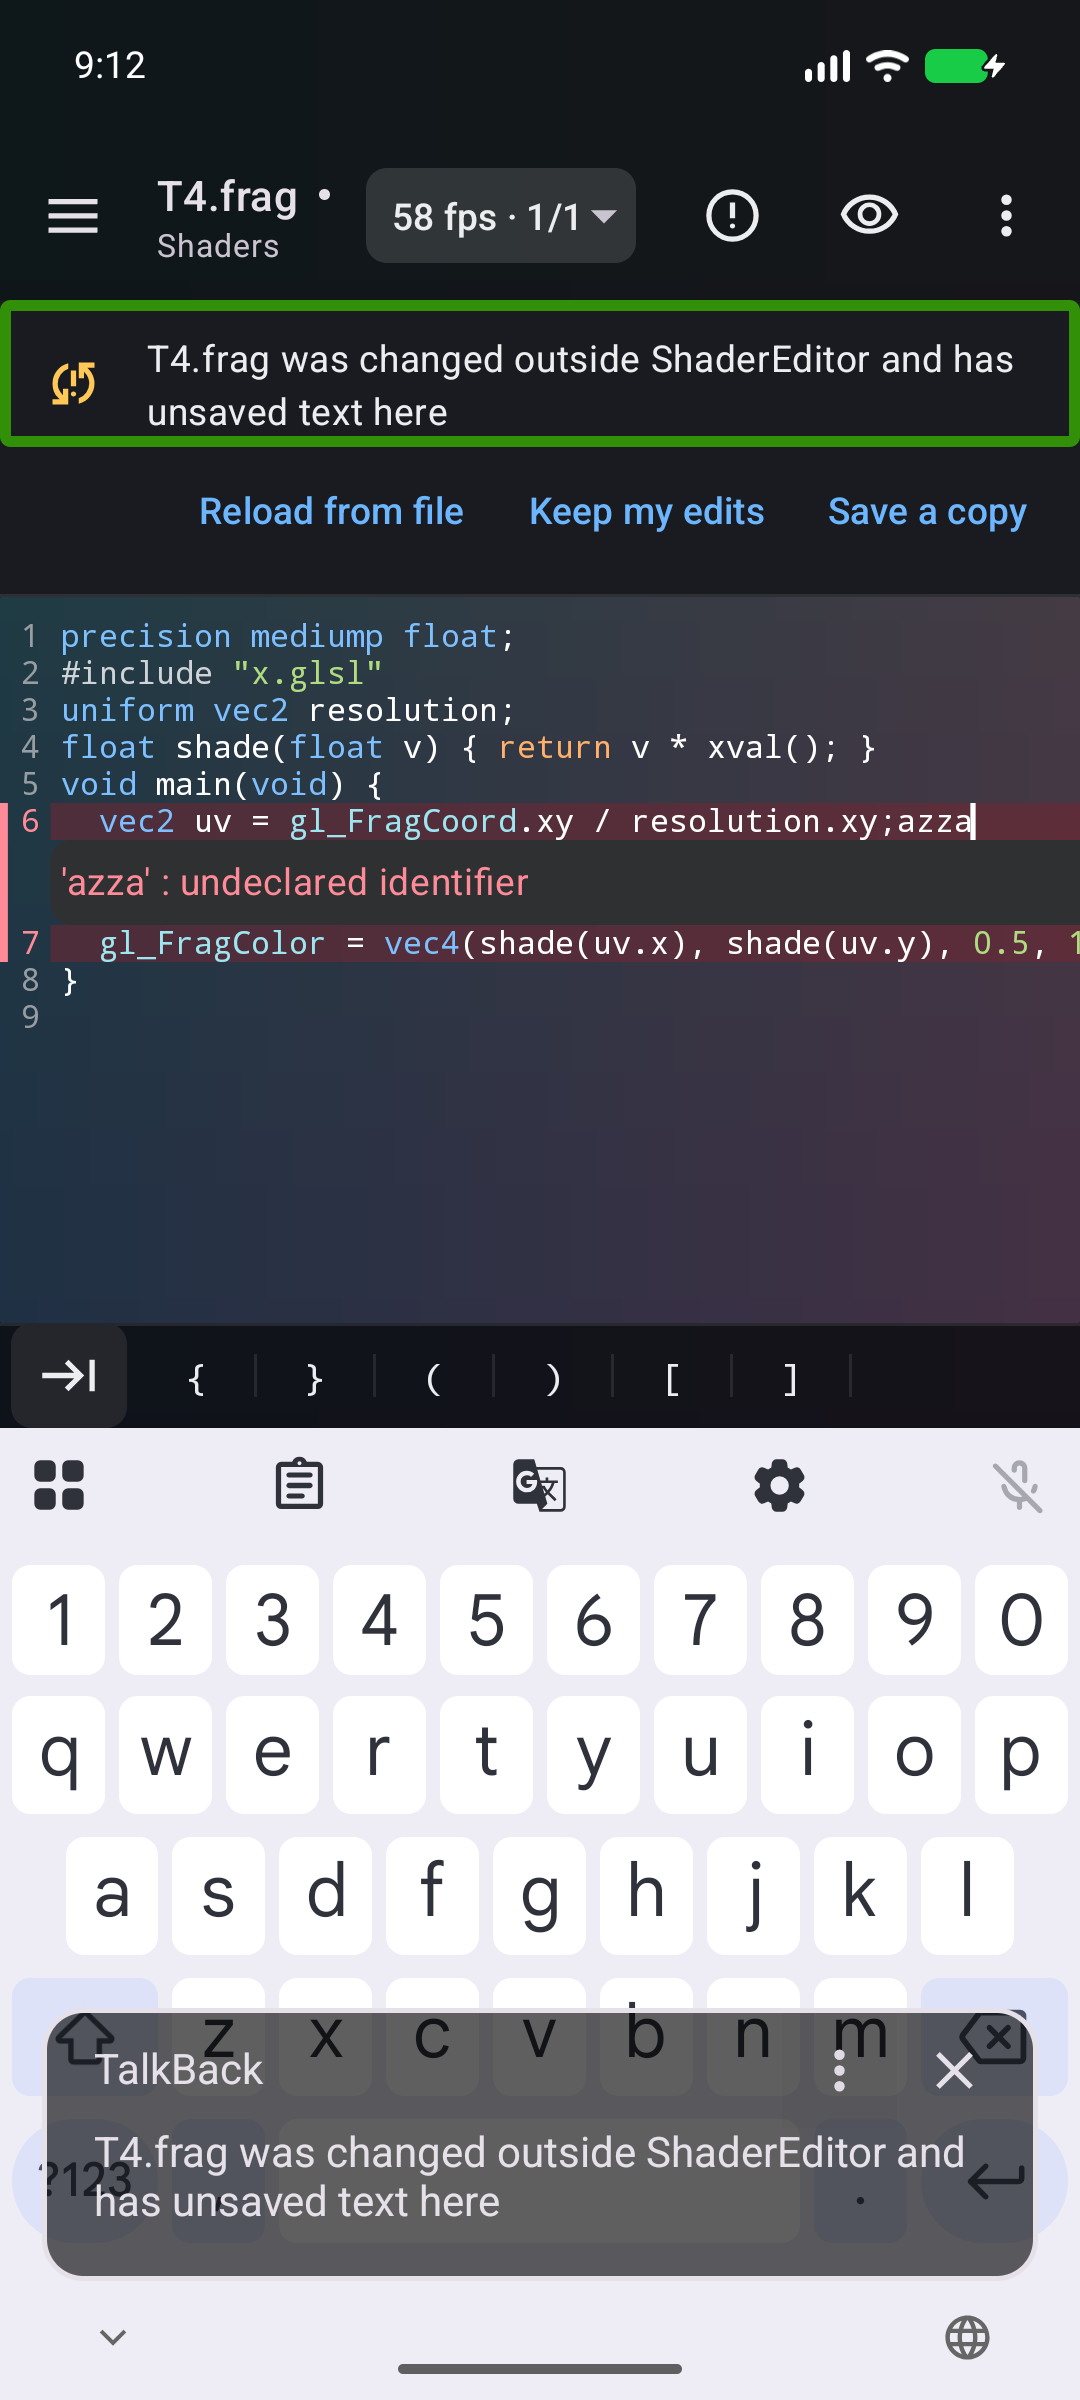 9:12
T4.frag •
58 fps · 1/1
Shaders
T4.frag was changed outside ShaderEditor and has
unsaved text here
Reload from file Keep my edits Save a copy
1 precision mediump float;
2 #include "x.glsl"
3 uniform vec2 resolution;
4 float shade(float v) { return v * xval(); }
5 void main(void) {
6   vec2 uv = gl_FragCoord.xy / resolution.xy;azza
'azza' : undeclared identifier
7   gl_FragColor = vec4(shade(uv.x), shade(uv.y), 0.5, 1
8 }
9
{ } ( ) [ ]
1 2 3 4 5 6 7 8 9 0
q w e r t y u i o p
a s d f g h j k l
z x c v b n m
TalkBack
?123 , .
T4.frag was changed outside ShaderEditor and
has unsaved text here